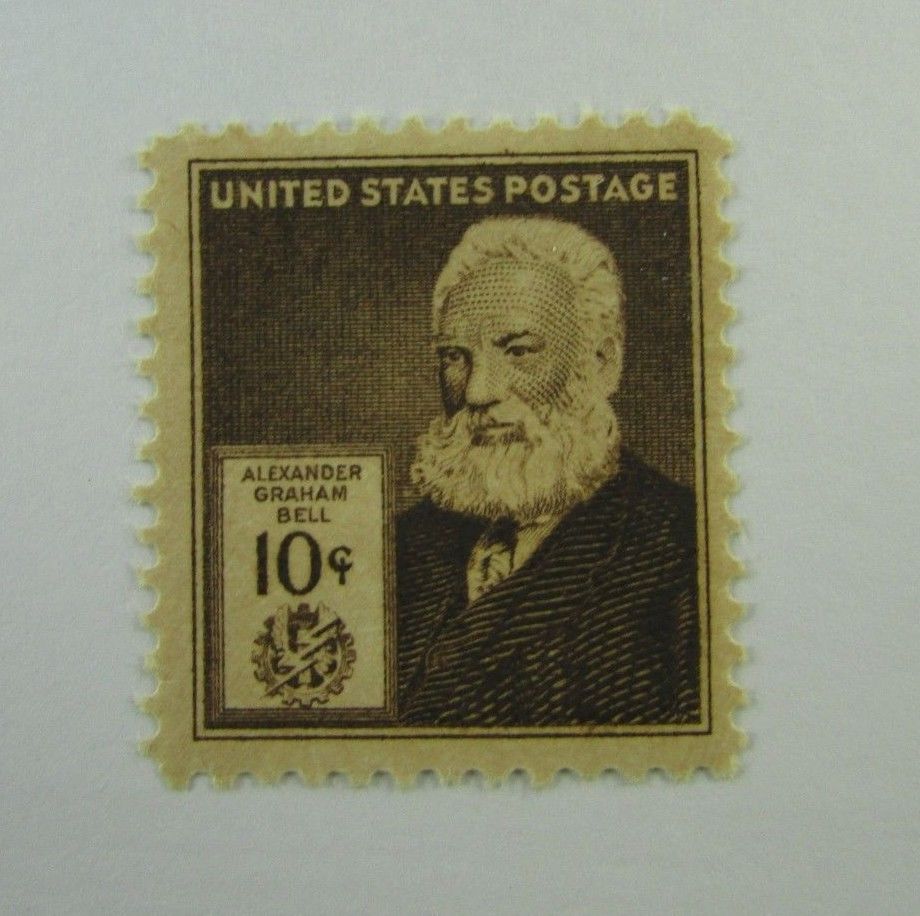 UNITED STATES POSTAGE
ALEXANDER
GRAHAM
BELL
10¢